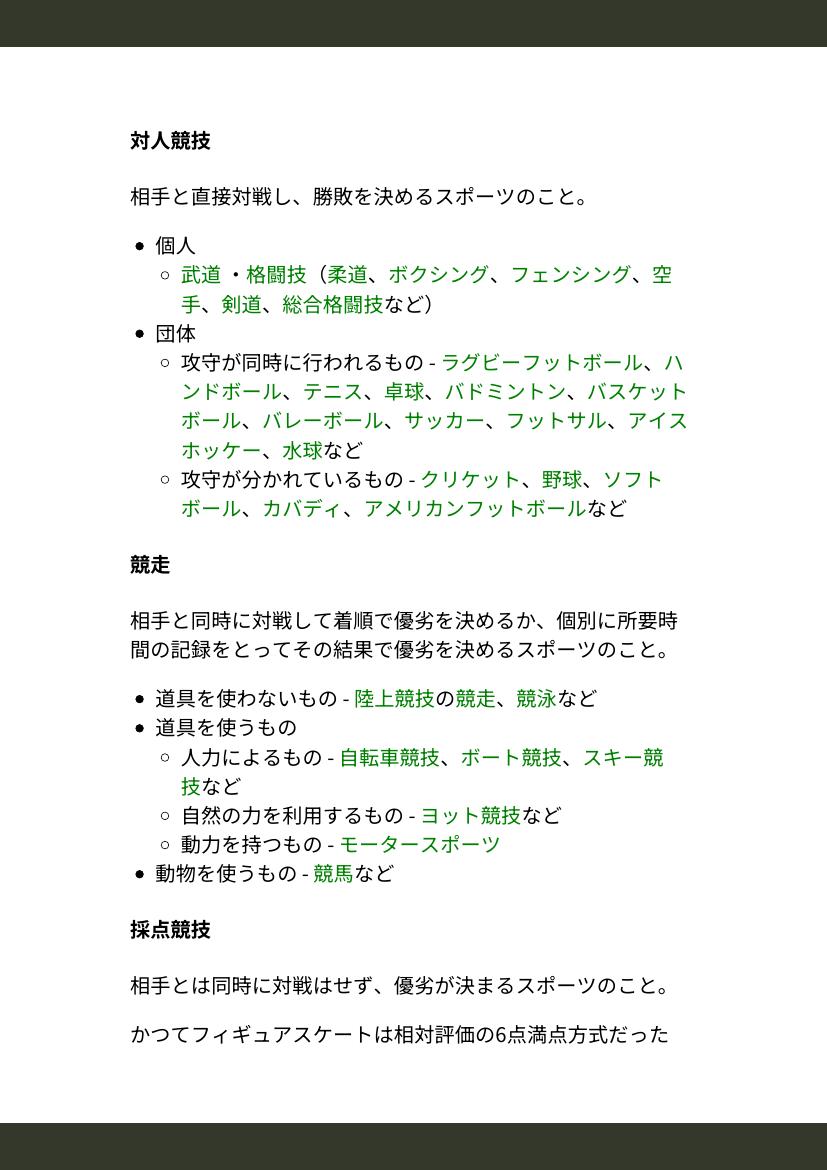 対人競技
相手と直接対戦し、勝敗を決めるスポーツのこと。
• 個人
◦ 武道 ・格闘技（柔道、ボクシング、フェンシング、空
手、剣道、総合格闘技など）
• 団体
◦ 攻守が同時に行われるもの - ラグビーフットボール、ハ
ンドボール、テニス、卓球、バドミントン、バスケット
ボール、バレーボール、サッカー、フットサル、アイス
ホッケー、水球など
◦ 攻守が分かれているもの - クリケット、野球、ソフト
ボール、カバディ、アメリカンフットボールなど
競走
相手と同時に対戦して着順で優劣を決めるか、個別に所要時
間の記録をとってその結果で優劣を決めるスポーツのこと。
• 道具を使わないもの - 陸上競技の競走、競泳など
• 道具を使うもの
◦ 人力によるもの - 自転車競技、ボート競技、スキー競
技など
◦ 自然の力を利用するもの - ヨット競技など
◦ 動力を持つもの - モータースポーツ
• 動物を使うもの - 競馬など
採点競技
相手とは同時に対戦はせず、優劣が決まるスポーツのこと。
かつてフィギュアスケートは相対評価の6点満点方式だった